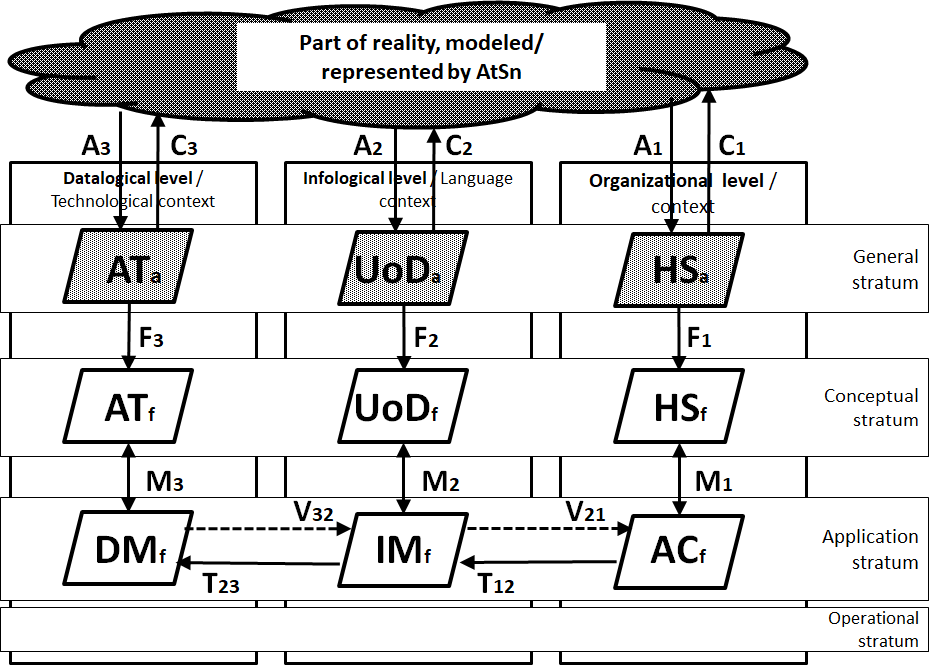 Part of reality, modeled/
represented by AtSn
A3 C3 A2 C2 A1 C1
Datalogical level /
Technological context
Infological level / Language
context
Organizational level /
context
ATa UoDa HSa
General
stratum
F3 F2 F1
ATf UoDf HSf
Conceptual
stratum
M3 M2 M1
V32 V21
DMf IMf ACf
Application
stratum
T23 T12
Operational
stratum